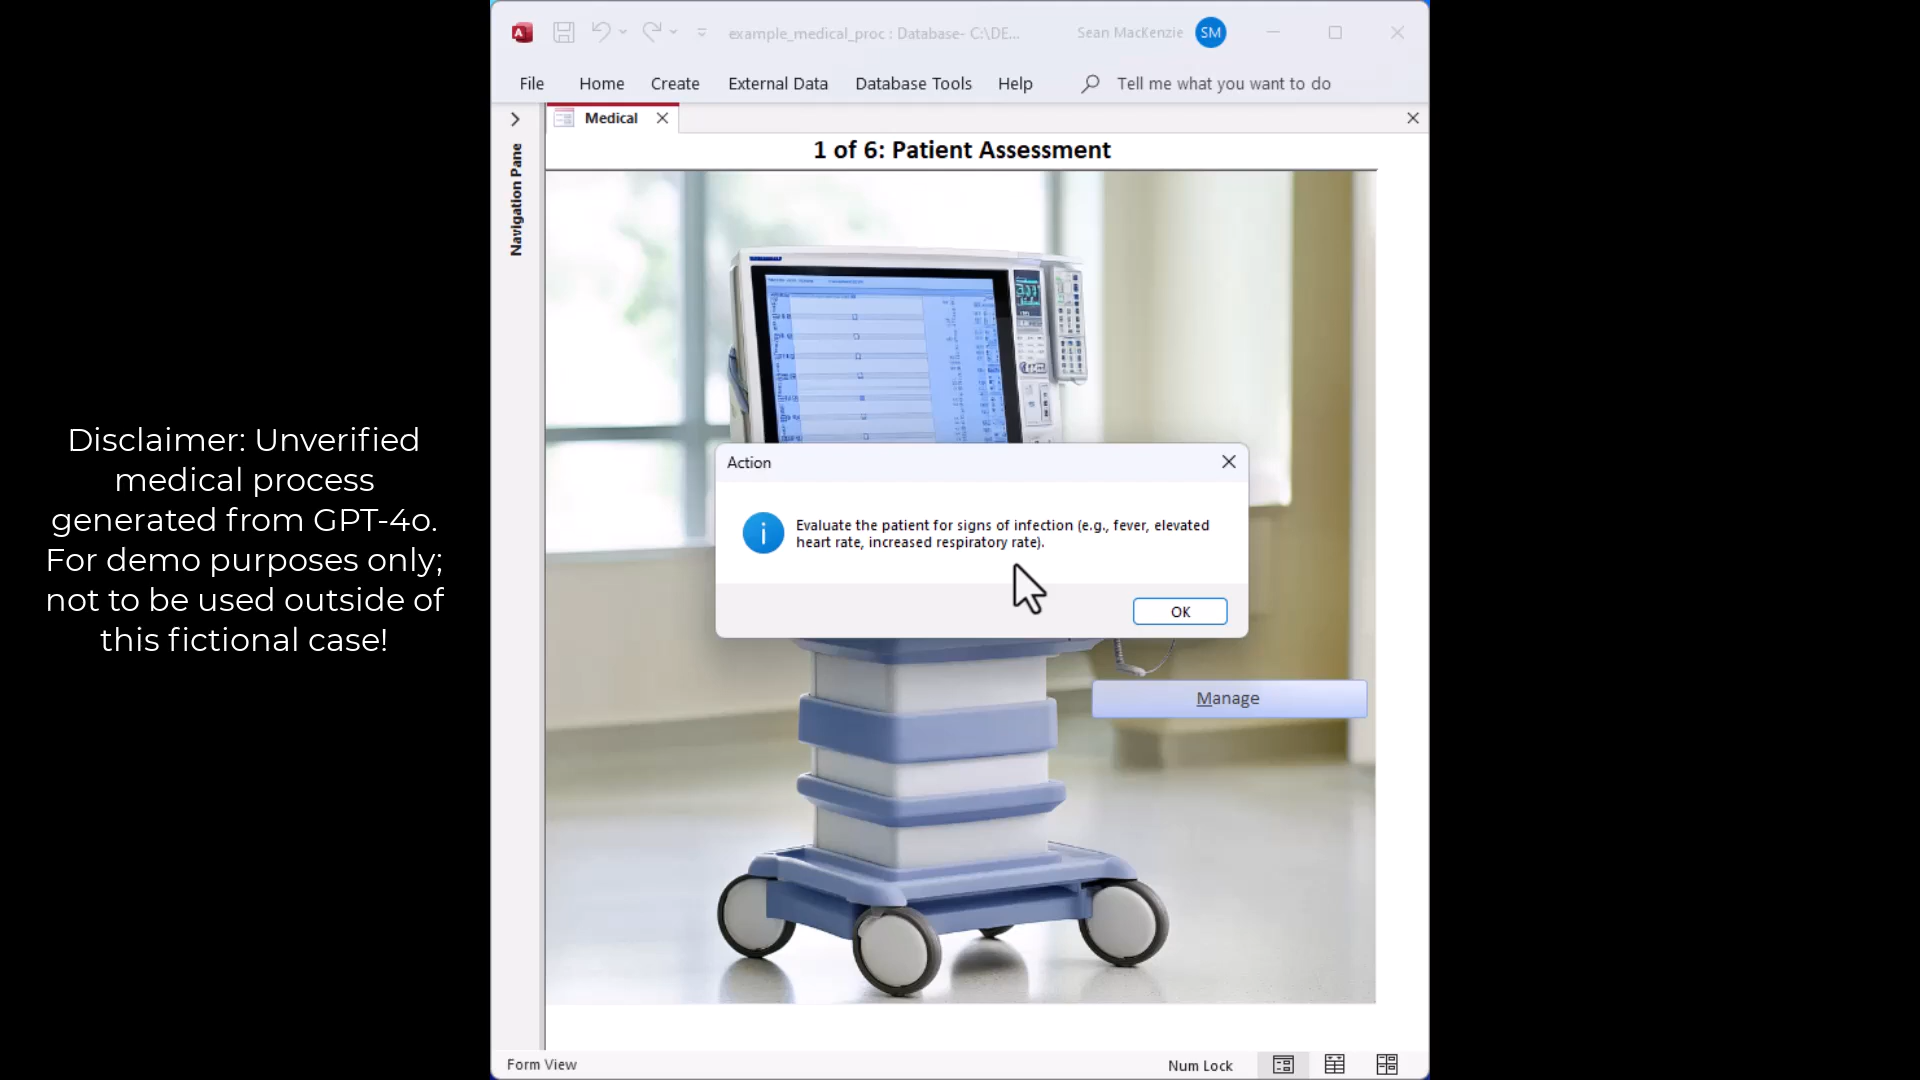 example_medical_proc : Database- C:\DE...
Sean MacKenzie
SM
File
Home
Create
External Data
Database Tools
Help
Tell me what you want to do
Medical
Navigation Pane
1 of 6: Patient Assessment
Disclaimer: Unverified
medical process
generated from GPT-4o.
For demo purposes only;
not to be used outside of
this fictional case!
Action
Evaluate the patient for signs of infection (e.g., fever, elevated
heart rate, increased respiratory rate).
OK
Manage
Form View
Num Lock